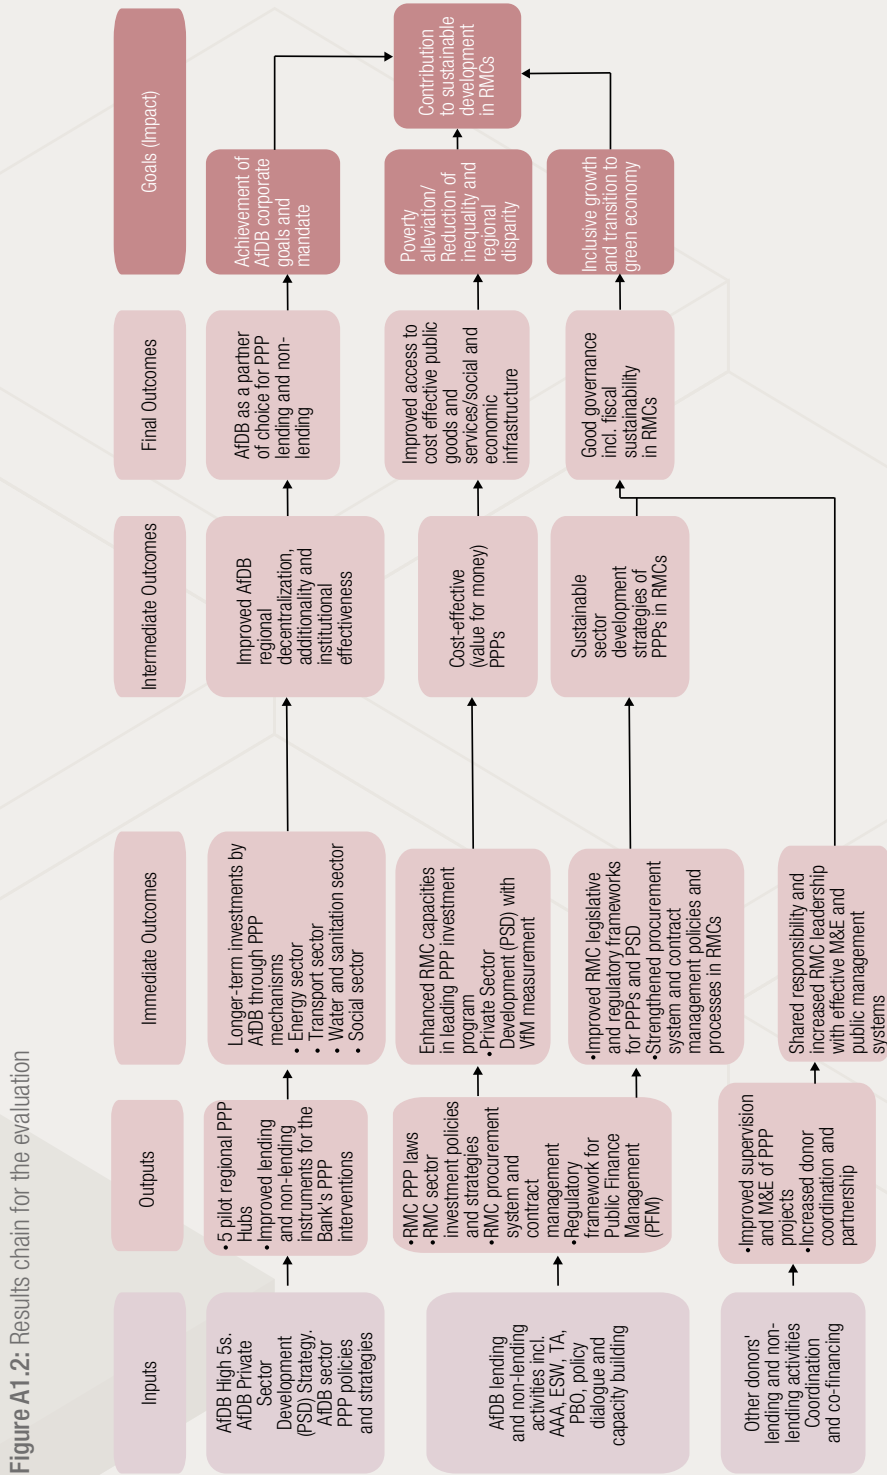 Figure A1.2: Results chain for the evaluation
Inputs
Outputs
Immediate Outcomes
Intermediate Outcomes
Final Outcomes
Goals (Impact)
AfDB High 5s.
AfDB Private
Sector
Development
(PSD) Strategy.
AfDB sector
PPP policies
and strategies
• 5 pilot regional PPP
Hubs
• Improved lending
and non-lending
instruments for the
Bank's PPP
interventions
Longer-term investments by
AfDB through PPP
mechanisms
• Energy sector
• Transport sector
• Water and sanitation sector
• Social sector
Improved AfDB
regional
decentralization,
additionality and
institutional
effectiveness
AfDB as a partner
of choice for PPP
lending and non-
lending
Achievement of
AfDB corporate
goals and
mandate
Contribution
to sustainable
development
in RMCs
AfDB lending
and non-lending
activities incl.
AAA, ESW, TA,
PBO, policy
dialogue and
capacity building
•RMC PPP laws
•RMC sector
investment policies
and strategies
•RMC procurement
system and
contract
management
•Regulatory
framework for
Public Finance
Management
(PFM)
Enhanced RMC capacities
in leading PPP investment
program
•Private Sector
Development (PSD) with
VfM measurement
Cost-effective
(value for money)
PPPs
Improved access to
cost effective public
goods and
services/social and
economic
infrastructure
Poverty
alleviation/
Reduction of
inequality and
regional
disparity
•Improved RMC legislative
and regulatory frameworks
for PPPs and PSD
•Strengthened procurement
system and contract
management policies and
processes in RMCs
Sustainable
sector
development
strategies of
PPPs in RMCs
Good governance
incl. fiscal
sustainability
in RMCs
Inclusive growth
and transition to
green economy
Other donors'
lending and non-
lending activities
Coordination
and co-financing
•Improved supervision
and M&E of PPP
projects
•Increased donor
coordination and
partnership
Shared responsibility and
increased RMC leadership
with effective M&E and
public management
systems